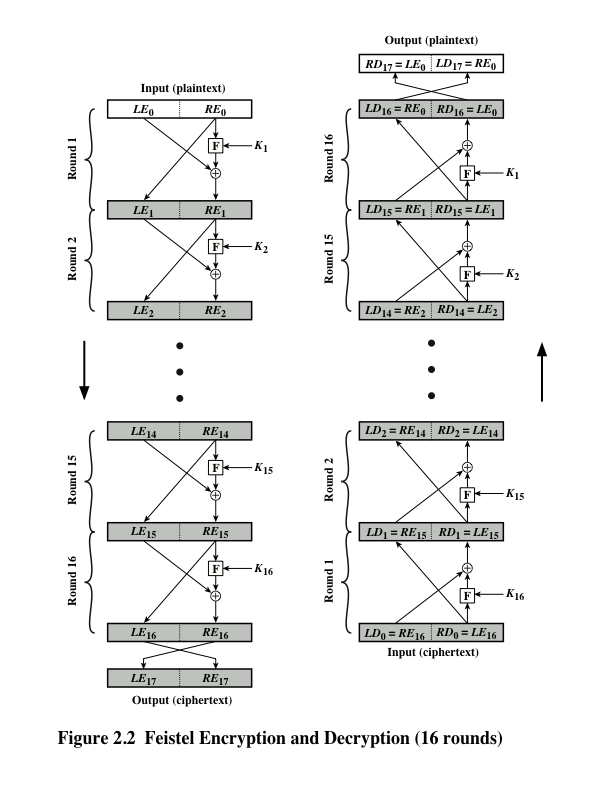 Input (plaintext)
LE0 RE0
Round 1
F K1
+
LE1 RE1
Round 2
F K2
+
LE2 RE2
LE14 RE14
Round 15
F K15
+
LE15 RE15
Round 16
F K16
+
LE16 RE16
LE17 RE17
Output (ciphertext)
Output (plaintext)
RD17 = LE0 LD17 = RE0
LD16 = RE0 RD16 = LE0
Round 16
+
F K1
LD15 = RE1 RD15 = LE1
Round 15
+
F K2
LD14 = RE2 RD14 = LE2
LD2 = RE14 RD2 = LE14
Round 2
+
F K15
LD1 = RE15 RD1 = LE15
Round 1
+
F K16
LD0 = RE16 RD0 = LE16
Input (ciphertext)
Figure 2.2 Feistel Encryption and Decryption (16 rounds)